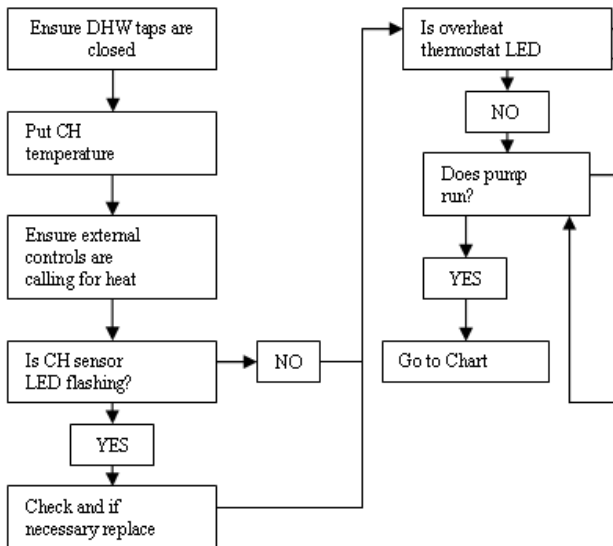 Ensure DHW taps are
closed
Put CH
temperature
Ensure external
controls are
calling for heat
Is CH sensor
LED flashing?
NO
YES
Check and if
necessary replace
Is overheat
thermostat LED
NO
Does pump
run?
YES
Go to Chart